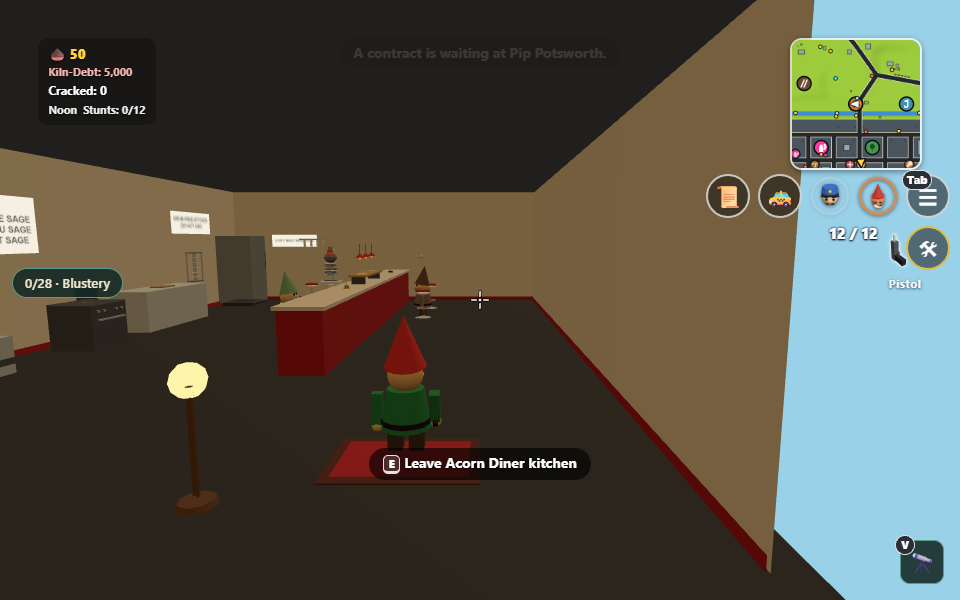 50
Kiln-Debt: 5,000
Cracked: 0
Noon Stunts: 0/12
A contract is waiting at Pip Potsworth.
J
Tab
12 / 12
Pistol
E SAGE
U SAGE
T SAGE
0/28 · Blustery
E Leave Acorn Diner kitchen
V